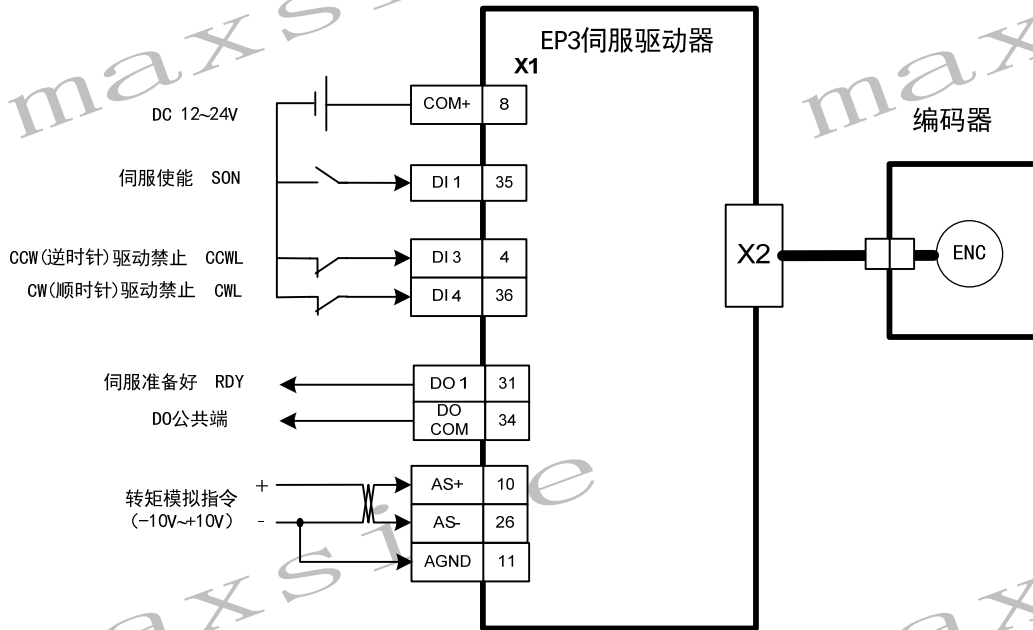 maxsine
maxsine
EP3伺服驱动器
X1
DC 12~24V
COM+ 8
编码器
伺服使能 SON
DI 1 35
CCW(逆时针)驱动禁止 CCWL
DI 3 4
X2
ENC
CW(顺时针)驱动禁止 CWL
DI 4 36
伺服准备好 RDY
DO 1 31
DO公共端
DO COM 34
转矩模拟指令
(-10V~+10V)
+
-
AS+ 10
AS- 26
AGND 11